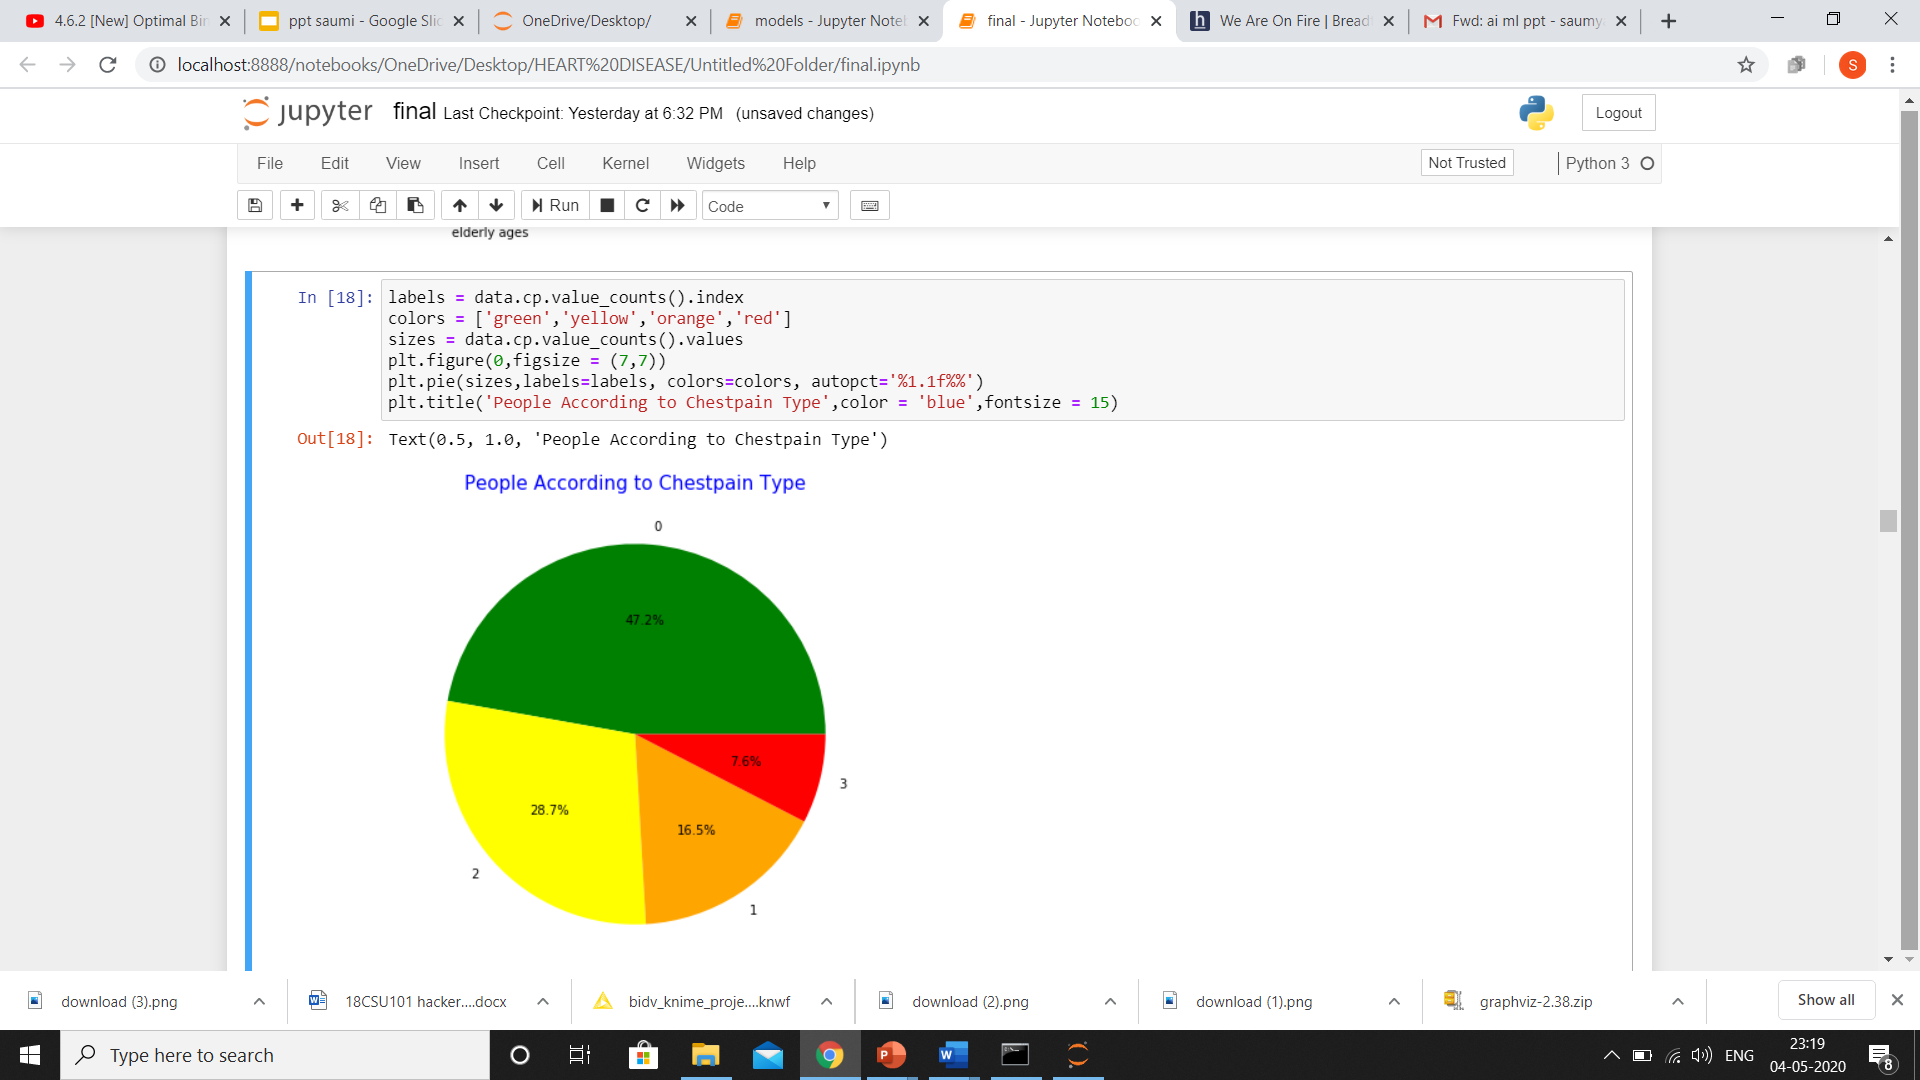 4.6.2 [New] Optimal Bin
ppt saumi - Google Slid
OneDrive/Desktop/
models - Jupyter Noteb
final - Jupyter Noteboo
We Are On Fire | Breadl
Fwd: ai ml ppt - saumya
localhost:8888/notebooks/OneDrive/Desktop/HEART%20DISEASE/Untitled%20Folder/final.ipynb
S
jupyter final Last Checkpoint: Yesterday at 6:32 PM (unsaved changes)
Logout
File Edit View Insert Cell Kernel Widgets Help
Not Trusted
Python 3
Run
Code
elderly ages
In [18]: labels = data.cp.value_counts().index
colors = ['green','yellow','orange','red']
sizes = data.cp.value_counts().values
plt.figure(0,figsize = (7,7))
plt.pie(sizes,labels=labels, colors=colors, autopct='%1.1f%%')
plt.title('People According to Chestpain Type',color = 'blue',fontsize = 15)
Out[18]: Text(0.5, 1.0, 'People According to Chestpain Type')
People According to Chestpain Type
0
47.2%
7.6%
3
28.7%
16.5%
2
1
download (3).png
18CSU101 hacker....docx
bidv_knime_proje....knwf
download (2).png
download (1).png
graphviz-2.38.zip
Show all
Type here to search
ENG
23:19
04-05-2020
8